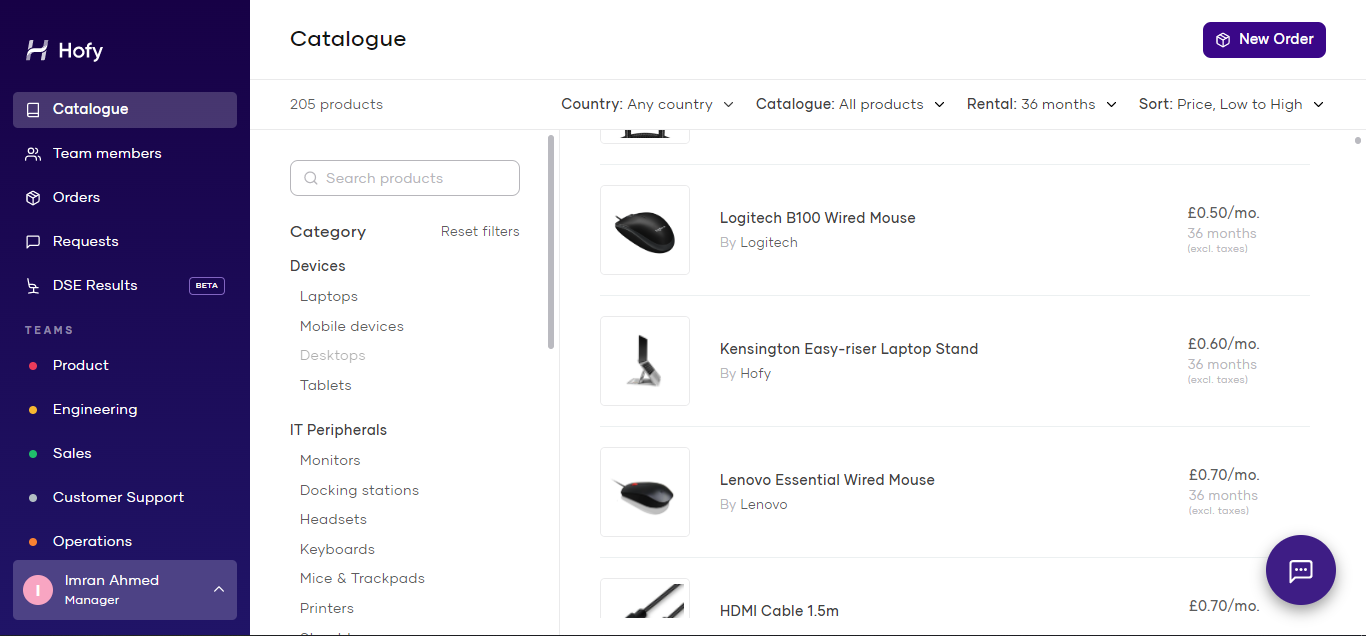 Hofy
Catalogue
Team members
Orders
Requests
DSE Results BETA
TEAMS
Product
Engineering
Sales
Customer Support
Operations
I
Imran Ahmed
Manager
Catalogue
New Order
205 products
Country: Any country
Catalogue: All products
Rental: 36 months
Sort: Price, Low to High
Search products
Category
Reset filters
Devices
Laptops
Mobile devices
Desktops
Tablets
IT Peripherals
Monitors
Docking stations
Headsets
Keyboards
Mice & Trackpads
Printers
Logitech B100 Wired Mouse
By Logitech
£0.50/mo.
36 months
(excl. taxes)
Kensington Easy-riser Laptop Stand
By Hofy
£0.60/mo.
36 months
(excl. taxes)
Lenovo Essential Wired Mouse
By Lenovo
£0.70/mo.
36 months
(excl. taxes)
HDMI Cable 1.5m
£0.70/mo.